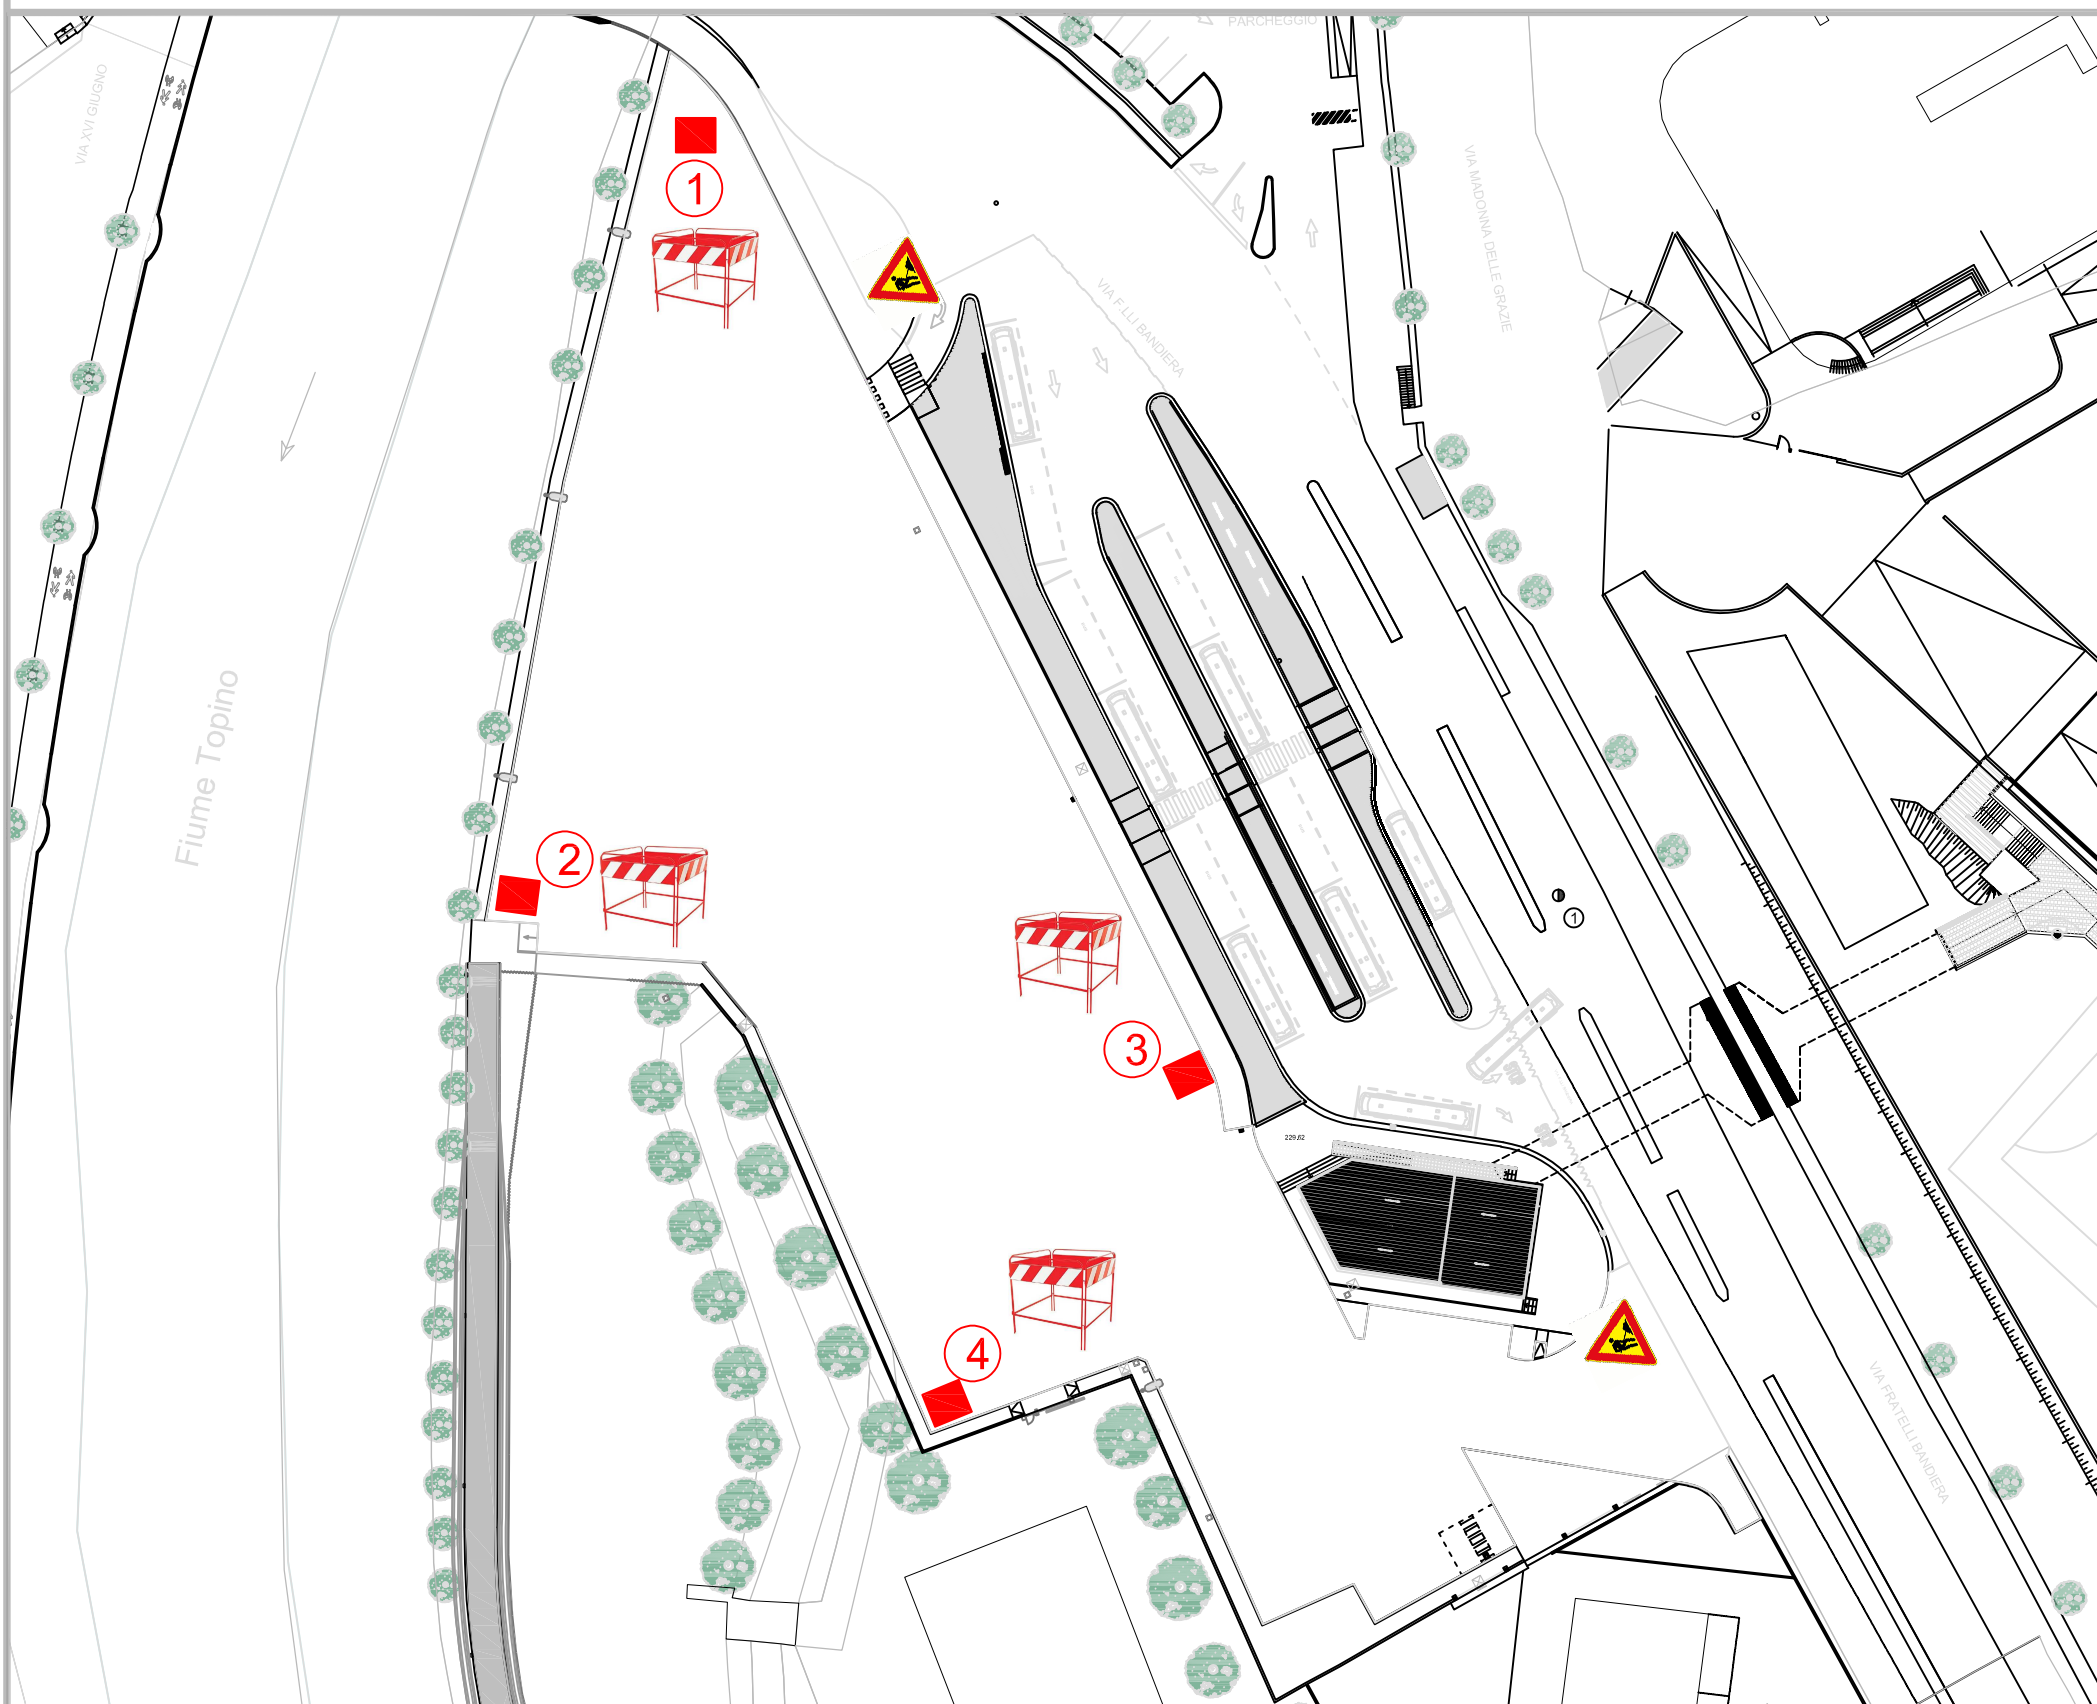 PARCHEGGIO
VIA XVI GIUGNO
1
VIA MADONNA DELLE GRAZIE
VIA F.LLI BANDIERA
Fiume Topino
2
1
3
229,62
4
VIA FRATELLI BANDIERA